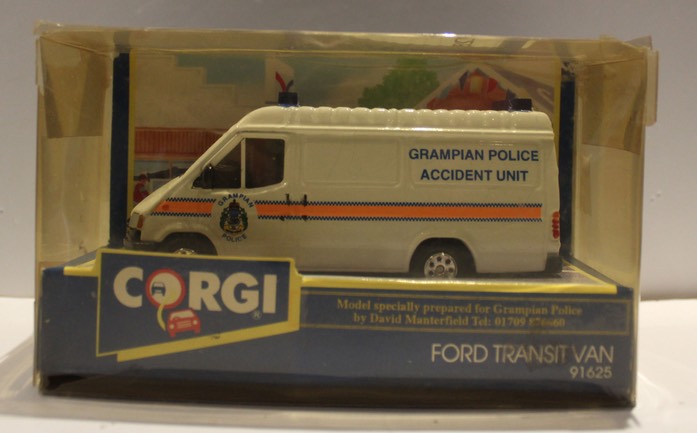 GRAMPIAN POLICE
ACCIDENT UNIT
GRAMPIAN
POLICE
CORGI®
Model specially prepared for Grampian Police
by David Manterfield Tel: 01709
FORD TRANSIT VAN
91625